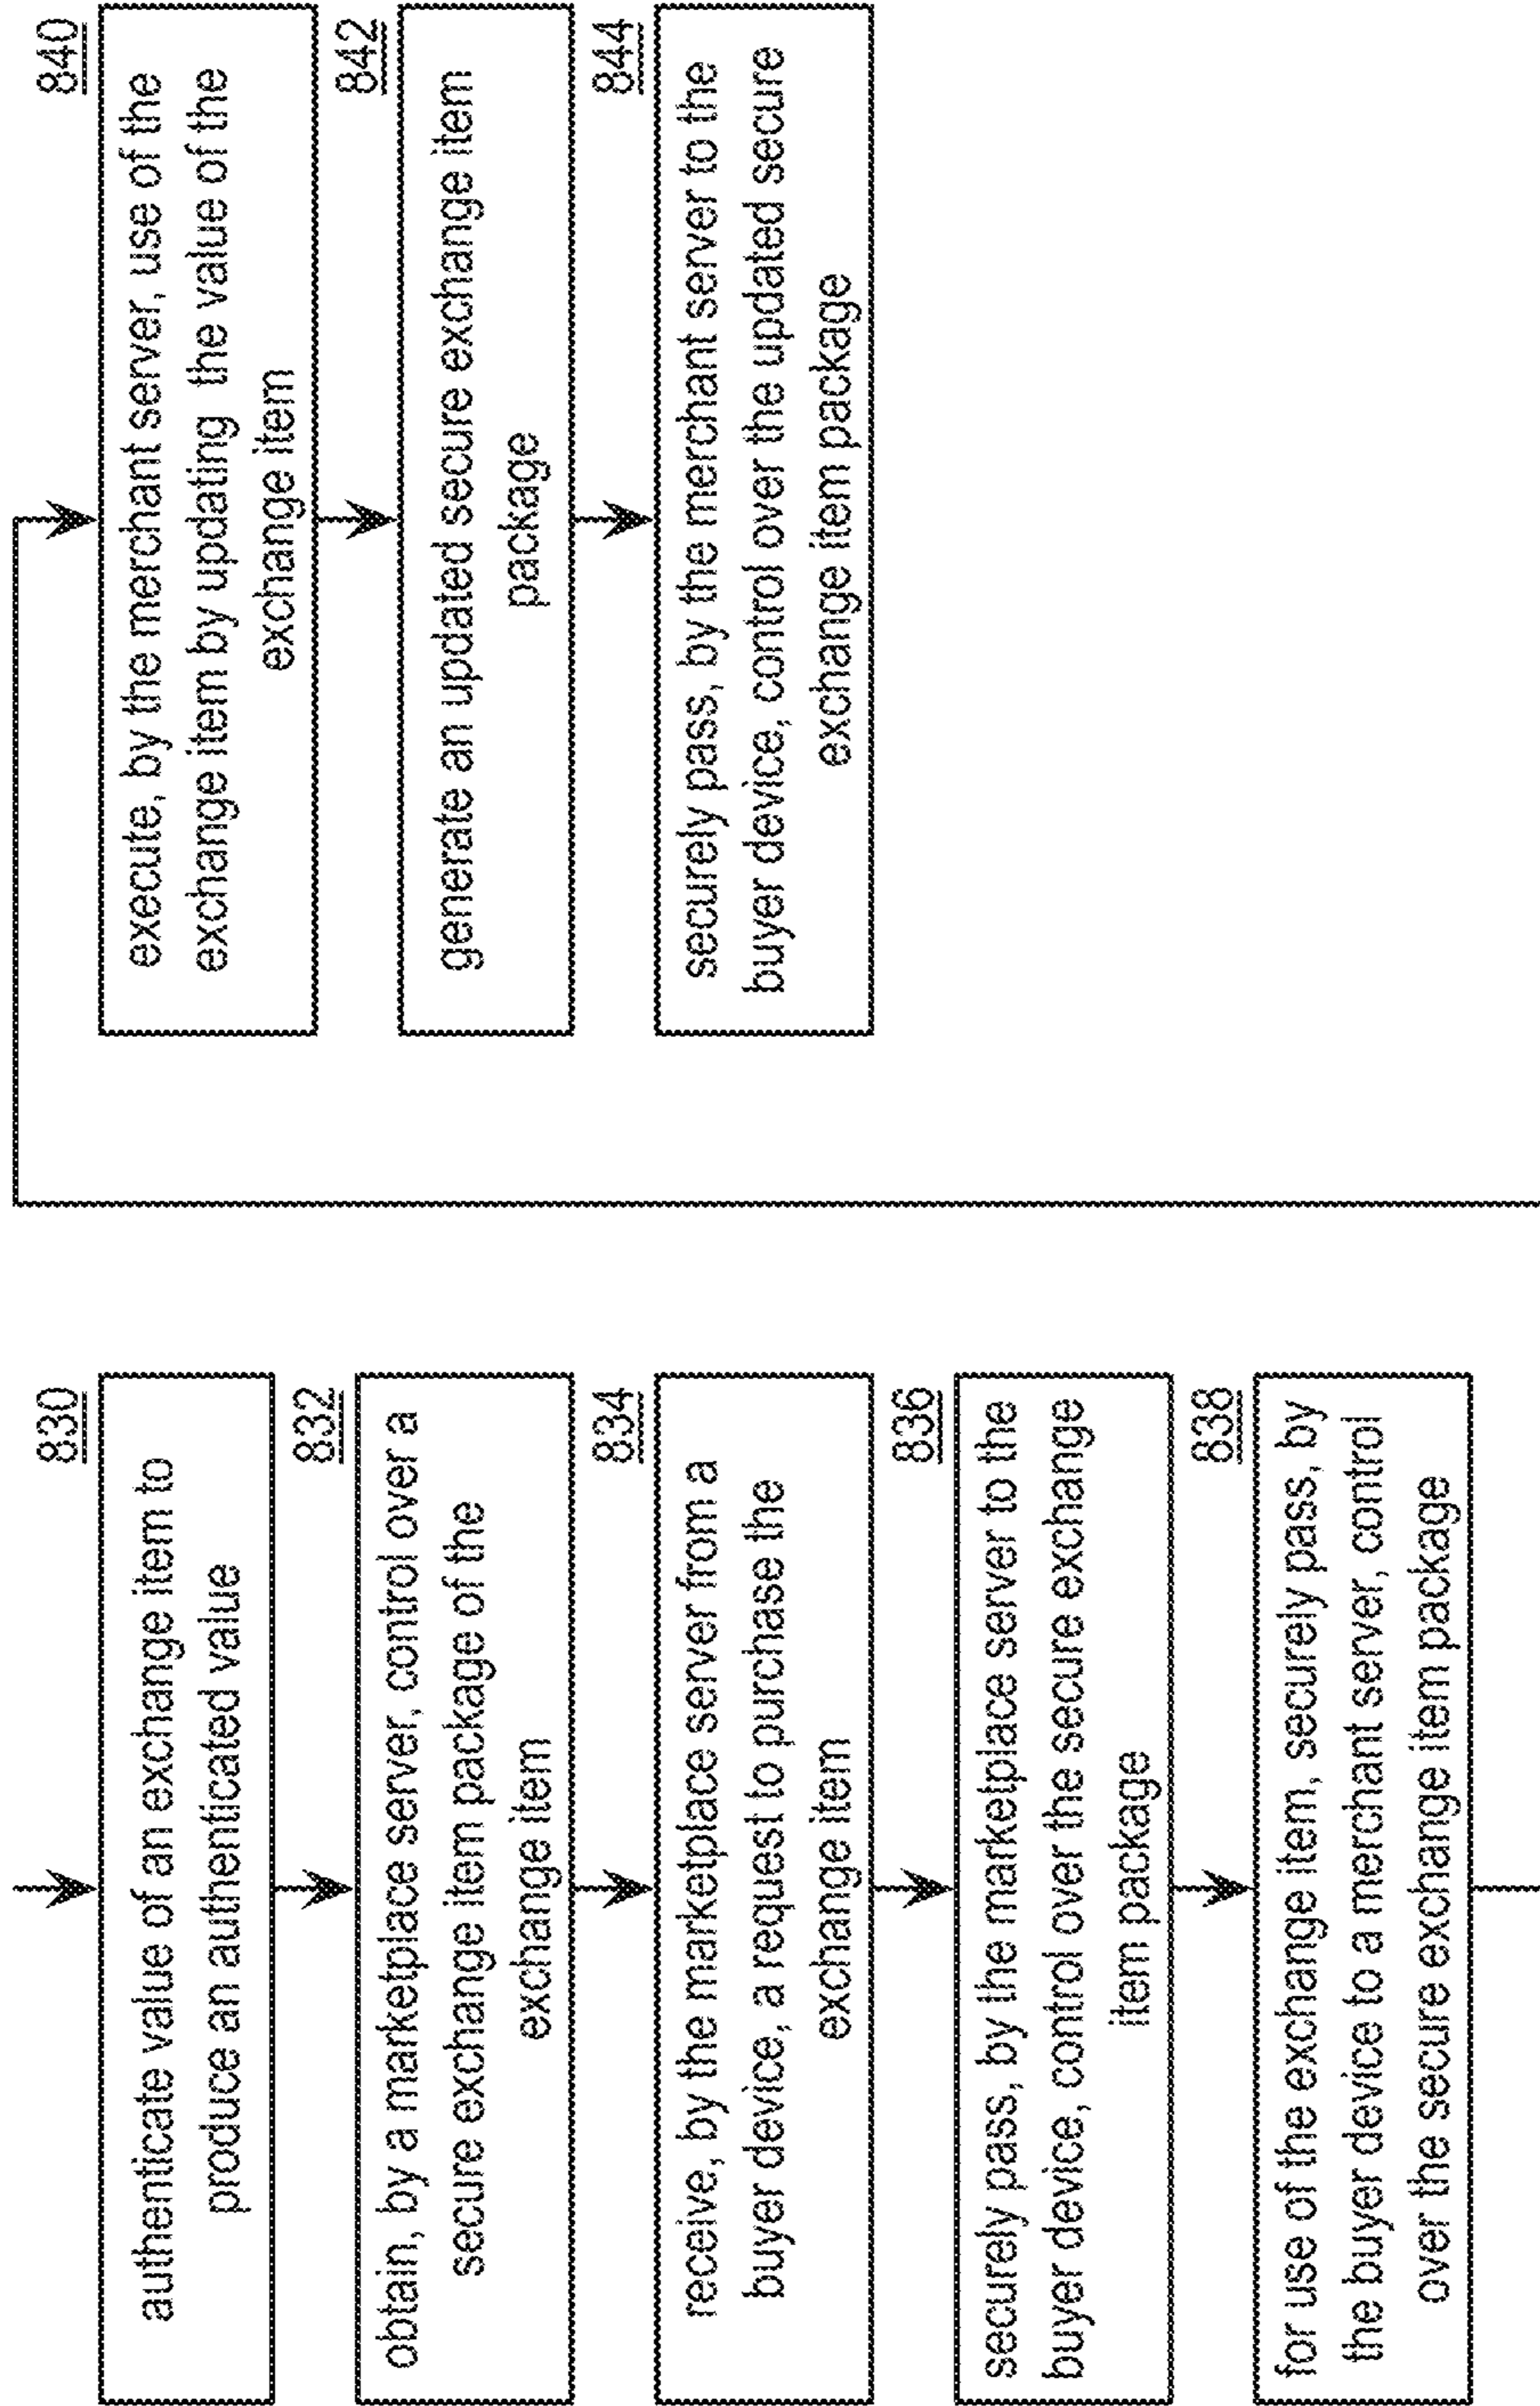 830
authenticate value of an exchange item to
produce an authenticated value
832
obtain, by a marketplace server, control over a
secure exchange item package of the
exchange item
834
receive, by the marketplace server from a
buyer device, a request to purchase the
exchange item
836
securely pass, by the marketplace server to the
buyer device, control over the secure exchange
item package
838
for use of the exchange item, securely pass, by
the buyer device to a merchant server, control
over the secure exchange item package
840
execute, by the merchant server, use of the
exchange item by updating the value of the
exchange item
842
generate an updated secure exchange item
package
844
securely pass, by the merchant server to the
buyer device, control over the updated secure
exchange item package